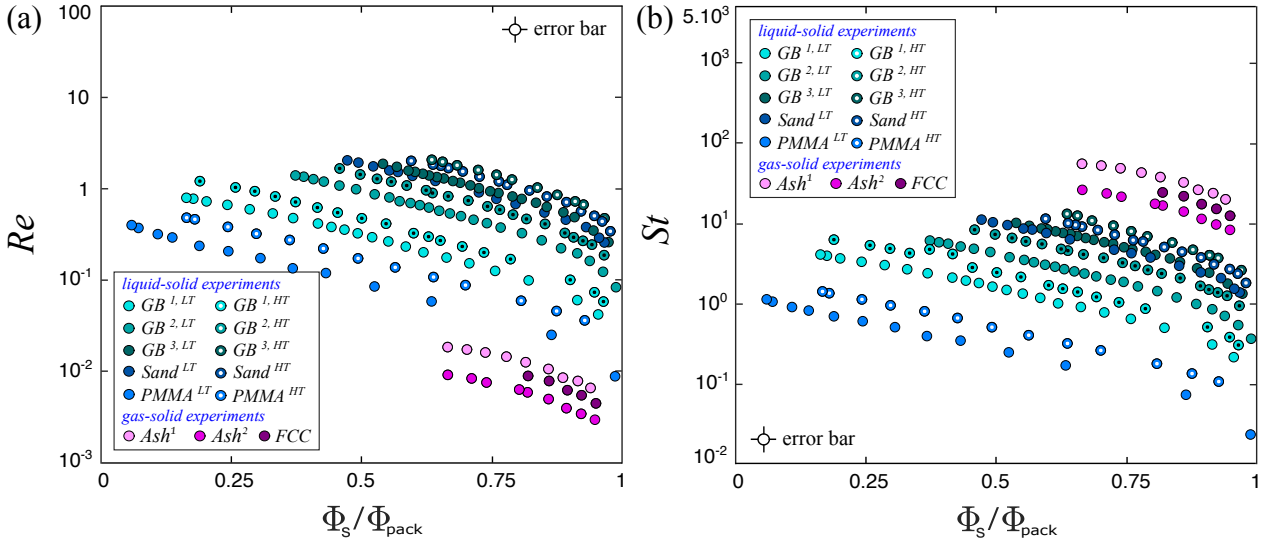 (a)
Re
100
10
1
10⁻¹
10⁻²
10⁻³
error bar
liquid-solid experiments
GB 1, LT GB 1, HT
GB 2, LT GB 2, HT
GB 3, LT GB 3, HT
Sand LT Sand HT
PMMA LT PMMA HT
gas-solid experiments
Ash¹ Ash² FCC
0 0.25 0.5 0.75 1
Φs/Φpack
(b)
St
5.10³
10³
10²
10¹
10⁰
10⁻¹
10⁻²
liquid-solid experiments
GB 1, LT GB 1, HT
GB 2, LT GB 2, HT
GB 3, LT GB 3, HT
Sand LT Sand HT
PMMA LT PMMA HT
gas-solid experiments
Ash¹ Ash² FCC
error bar
0 0.25 0.5 0.75 1
Φs/Φpack